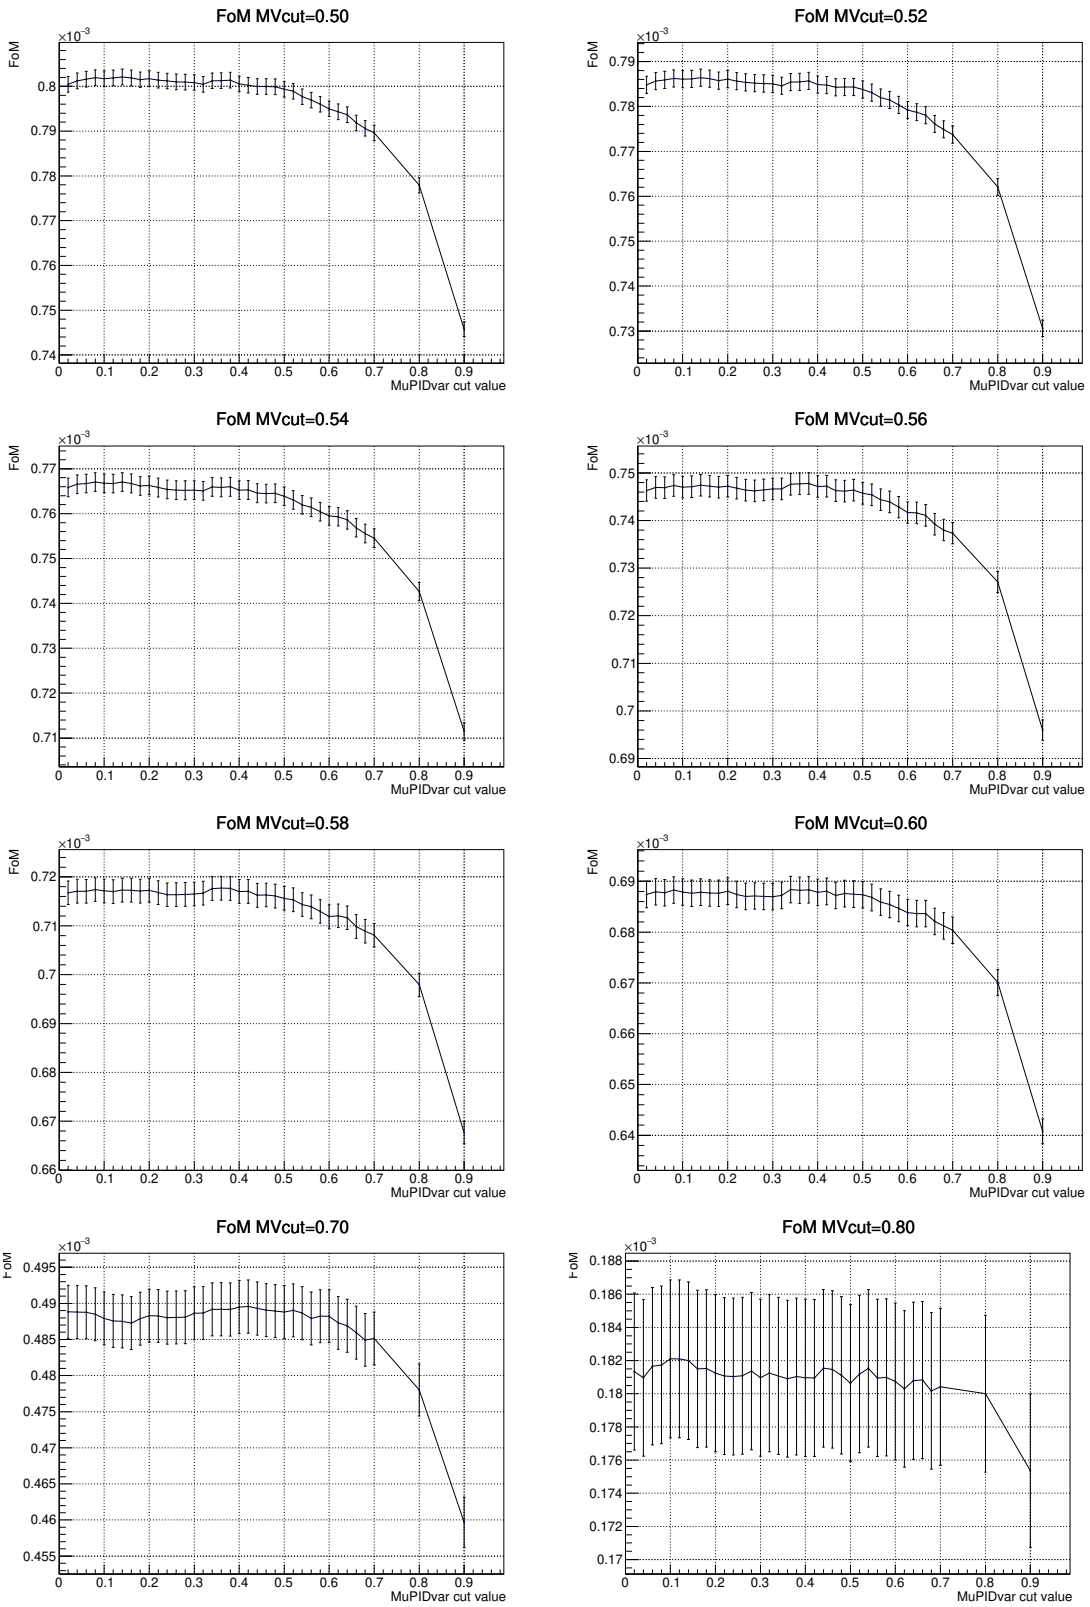 FoM MVcut=0.50
×10⁻³
FoM
0.8
0.79
0.78
0.77
0.76
0.75
0.74
0 0.1 0.2 0.3 0.4 0.5 0.6 0.7 0.8 0.9
MuPIDvar cut value
FoM MVcut=0.52
×10⁻³
FoM
0.79
0.78
0.77
0.76
0.75
0.74
0.73
0 0.1 0.2 0.3 0.4 0.5 0.6 0.7 0.8 0.9
MuPIDvar cut value
FoM MVcut=0.54
×10⁻³
FoM
0.77
0.76
0.75
0.74
0.73
0.72
0.71
0 0.1 0.2 0.3 0.4 0.5 0.6 0.7 0.8 0.9
MuPIDvar cut value
FoM MVcut=0.56
×10⁻³
FoM
0.75
0.74
0.73
0.72
0.71
0.7
0.69
0 0.1 0.2 0.3 0.4 0.5 0.6 0.7 0.8 0.9
MuPIDvar cut value
FoM MVcut=0.58
×10⁻³
FoM
0.72
0.71
0.7
0.69
0.68
0.67
0.66
0 0.1 0.2 0.3 0.4 0.5 0.6 0.7 0.8 0.9
MuPIDvar cut value
FoM MVcut=0.60
×10⁻³
FoM
0.69
0.68
0.67
0.66
0.65
0.64
0 0.1 0.2 0.3 0.4 0.5 0.6 0.7 0.8 0.9
MuPIDvar cut value
FoM MVcut=0.70
×10⁻³
FoM
0.495
0.49
0.485
0.48
0.475
0.47
0.465
0.46
0.455
0 0.1 0.2 0.3 0.4 0.5 0.6 0.7 0.8 0.9
MuPIDvar cut value
FoM MVcut=0.80
×10⁻³
FoM
0.188
0.186
0.184
0.182
0.18
0.178
0.176
0.174
0.172
0.17
0 0.1 0.2 0.3 0.4 0.5 0.6 0.7 0.8 0.9
MuPIDvar cut value